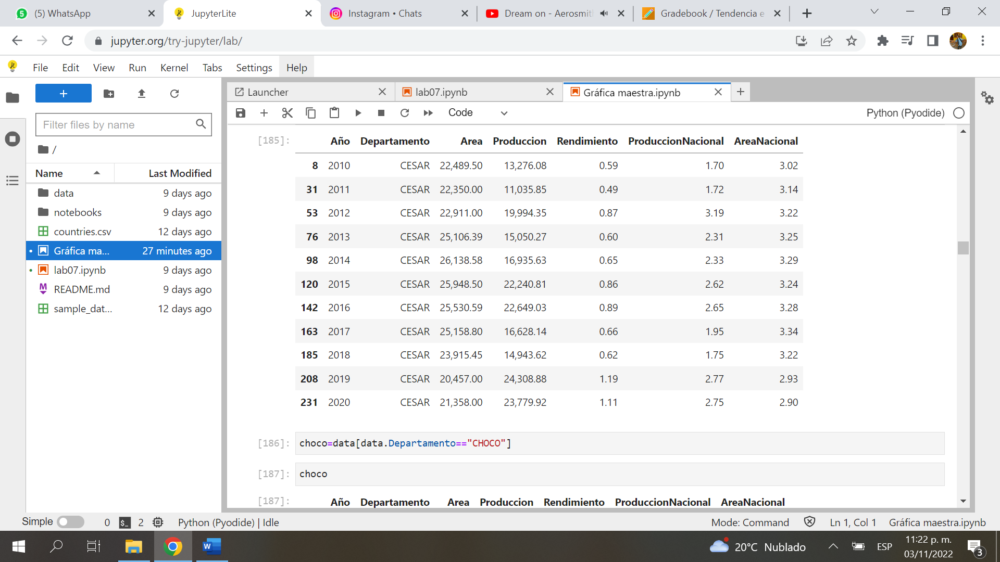 (5) WhatsApp
JupyterLite
Instagram • Chats
Dream on - Aerosmit
Gradebook / Tendencia e
jupyter.org/try-jupyter/lab/
File Edit View Run Kernel Tabs Settings Help
Filter files by name
/
Name Last Modified
data 9 days ago
notebooks 9 days ago
countries.csv 12 days ago
Gráfica ma... 27 minutes ago
lab07.ipynb 9 days ago
README.md 9 days ago
sample_dat... 12 days ago
Launcher
lab07.ipynb
Gráfica maestra.ipynb
Code
Python (Pyodide)
[185]:
Año Departamento Area Produccion Rendimiento ProduccionNacional AreaNacional
8 2010 CESAR 22,489.50 13,276.08 0.59 1.70 3.02
31 2011 CESAR 22,350.00 11,035.85 0.49 1.72 3.14
53 2012 CESAR 22,911.00 19,994.35 0.87 3.19 3.22
76 2013 CESAR 25,106.39 15,050.27 0.60 2.31 3.25
98 2014 CESAR 26,138.58 16,935.63 0.65 2.33 3.29
120 2015 CESAR 25,948.50 22,240.81 0.86 2.62 3.24
142 2016 CESAR 25,530.59 22,649.03 0.89 2.65 3.28
163 2017 CESAR 25,158.80 16,628.14 0.66 1.95 3.34
185 2018 CESAR 23,915.45 14,943.62 0.62 1.75 3.22
208 2019 CESAR 20,457.00 24,308.88 1.19 2.77 2.93
231 2020 CESAR 21,358.00 23,779.92 1.11 2.75 2.90
[186]: choco=data[data.Departamento=="CHOCO"]
[187]: choco
[187]: Año Departamento Area Produccion Rendimiento ProduccionNacional AreaNacional
Simple 0 2 Python (Pyodide) | Idle
Mode: Command Ln 1, Col 1 Gráfica maestra.ipynb
20°C Nublado
ESP
11:22 p. m.
03/11/2022
3